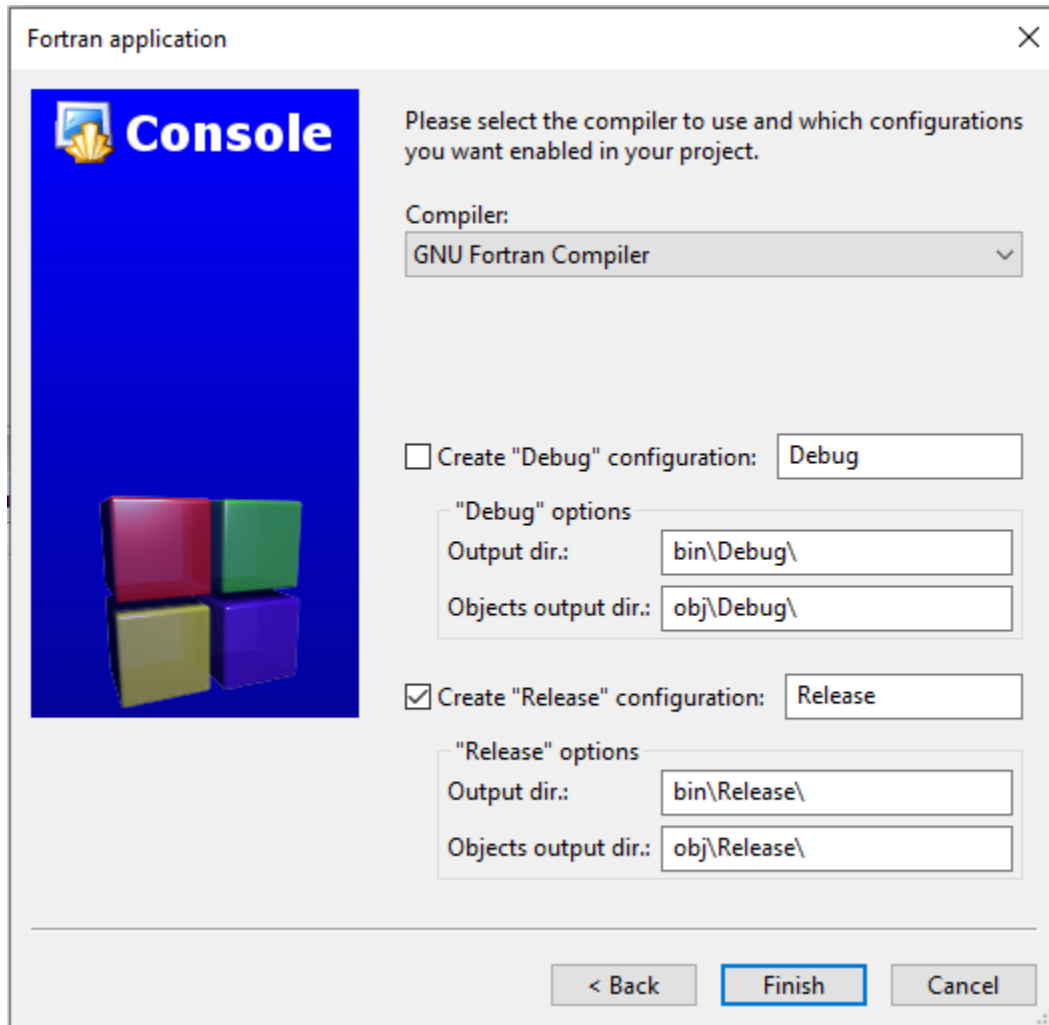 Fortran application
Console
Please select the compiler to use and which configurations
you want enabled in your project.
Compiler:
GNU Fortran Compiler
Create "Debug" configuration: Debug
"Debug" options
Output dir.: bin\Debug\
Objects output dir.: obj\Debug\
Create "Release" configuration: Release
"Release" options
Output dir.: bin\Release\
Objects output dir.: obj\Release\
< Back Finish Cancel